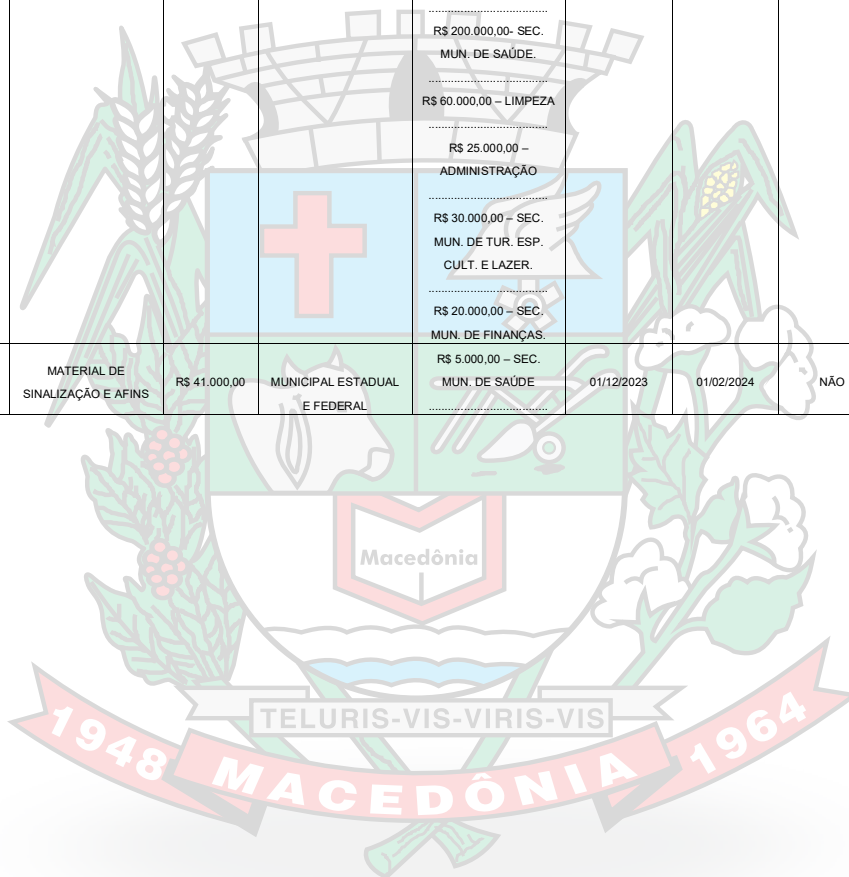 R$ 200.000,00- SEC.
MUN. DE SAÚDE.
R$ 60.000,00 – LIMPEZA
R$ 25.000,00 –
ADMINISTRAÇÃO
R$ 30.000,00 – SEC.
MUN. DE TUR. ESP.
CULT. E LAZER.
R$ 20.000,00 – SEC.
MUN. DE FINANÇAS.
MATERIAL DE
SINALIZAÇÃO E AFINS
R$ 41.000,00
MUNICIPAL ESTADUAL
E FEDERAL
R$ 5.000,00 – SEC.
MUN. DE SAÚDE
01/12/2023
01/02/2024
NÃO
Macedônia
TELURIS-VIS-VIRIS-VIS
1948
MACEDÔNIA
1964